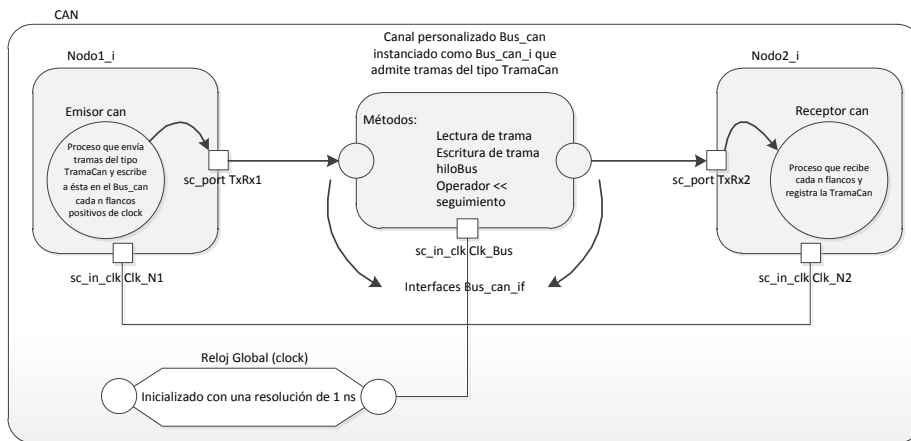 CAN
Canal personalizado Bus_can
instanciado como Bus_can_i que
admite tramas del tipo TramaCan
Nodo1_i
Emisor can
Proceso que envía
tramas del tipo
TramaCan y escribe
a ésta en el Bus_can
cada n flancos
positivos de clock
sc_port TxRx1
sc_in_clk Clk_N1
Métodos:
Lectura de trama
Escritura de trama
hiloBus
Operador <<
seguimiento
sc_in_clk Clk_Bus
Interfaces Bus_can_if
Nodo2_i
Receptor can
Proceso que recibe
cada n flancos y
registra la TramaCan
sc_port TxRx2
sc_in_clk Clk_N2
Reloj Global (clock)
Inicializado con una resolución de 1 ns